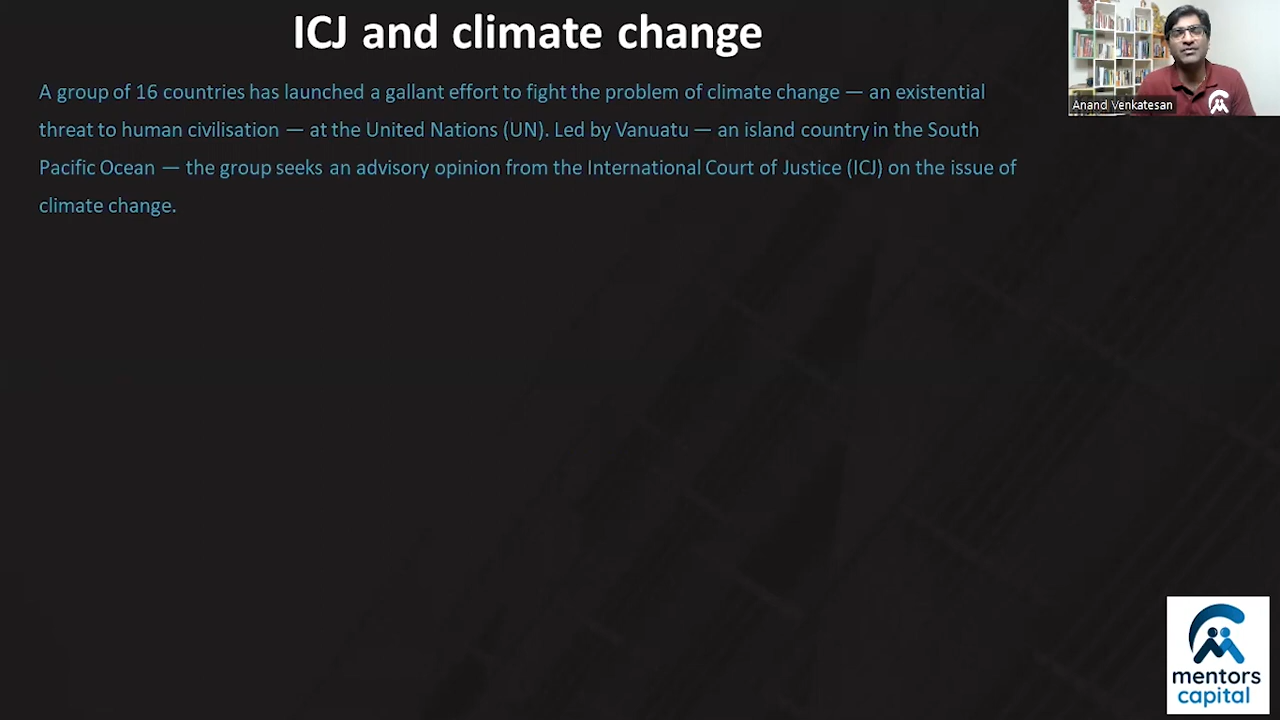 ICJ and climate change
A group of 16 countries has launched a gallant effort to fight the problem of climate change — an existential
threat to human civilisation — at the United Nations (UN). Led by Vanuatu — an island country in the South
Pacific Ocean — the group seeks an advisory opinion from the International Court of Justice (ICJ) on the issue of
climate change.
Anand Venkatesan
mentors
capital